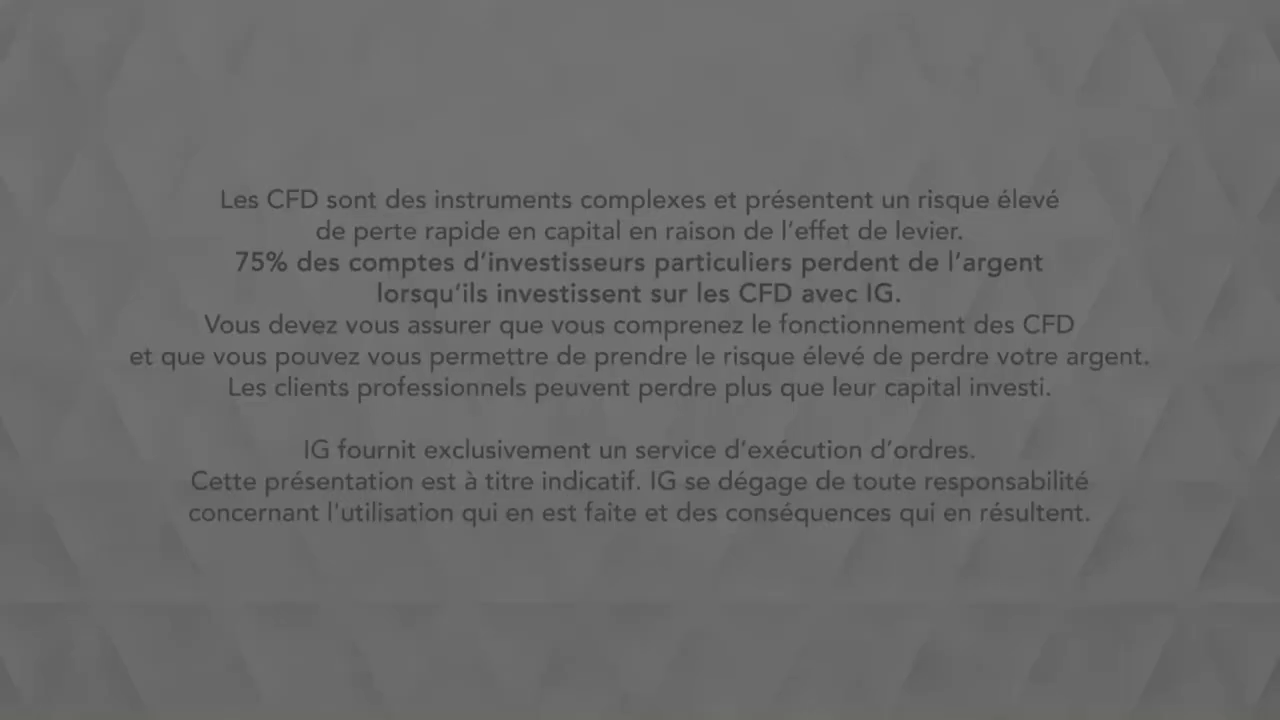 Les CFD sont des instruments complexes et présentent un risque élevé
de perte rapide en capital en raison de l’effet de levier.
75% des comptes d’investisseurs particuliers perdent de l’argent
lorsqu’ils investissent sur les CFD avec IG.
Vous devez vous assurer que vous comprenez le fonctionnement des CFD
et que vous pouvez vous permettre de prendre le risque élevé de perdre votre argent.
Les clients professionnels peuvent perdre plus que leur capital investi.
IG fournit exclusivement un service d’exécution d’ordres.
Cette présentation est à titre indicatif. IG se dégage de toute responsabilité
concernant l'utilisation qui en est faite et des conséquences qui en résultent.